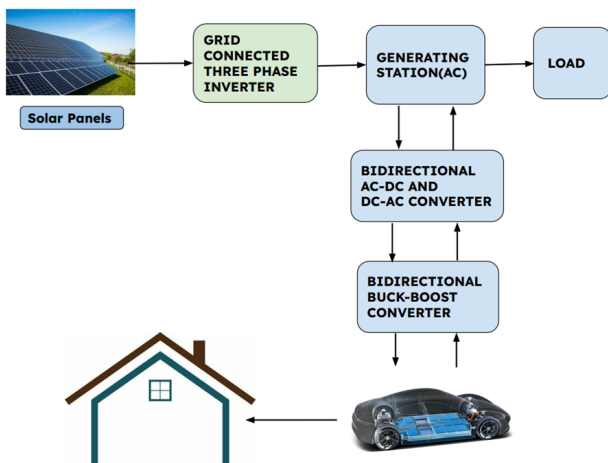 GRID
CONNECTED
THREE PHASE
INVERTER
GENERATING
STATION(AC)
LOAD
Solar Panels
BIDIRECTIONAL
AC-DC AND
DC-AC CONVERTER
BIDIRECTIONAL
BUCK-BOOST
CONVERTER